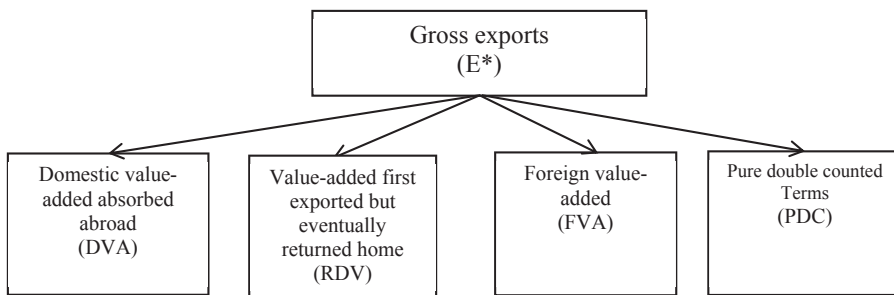 Gross exports
(E*)
Domestic value-
added absorbed
abroad
(DVA)
Value-added first
exported but
eventually
returned home
(RDV)
Foreign value-
added
(FVA)
Pure double counted
Terms
(PDC)